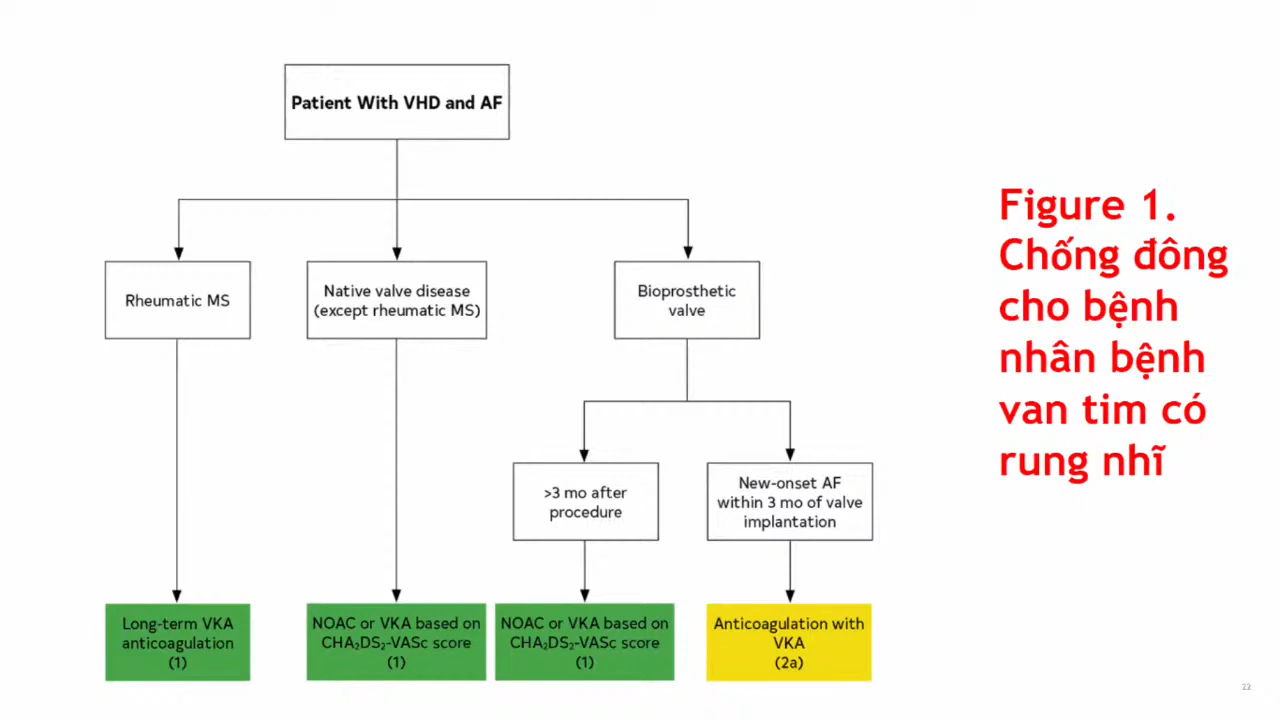 Patient With VHD and AF
Rheumatic MS
Native valve disease
(except rheumatic MS)
Bioprosthetic
valve
>3 mo after
procedure
New-onset AF
within 3 mo of valve
implantation
Long-term VKA
anticoagulation
(1)
NOAC or VKA based on
CHA₂DS₂-VASc score
(1)
NOAC or VKA based on
CHA₂DS₂-VASc score
(1)
Anticoagulation with
VKA
(2a)
Figure 1.
Chống đông
cho bệnh
nhân bệnh
van tim có
rung nhĩ
22